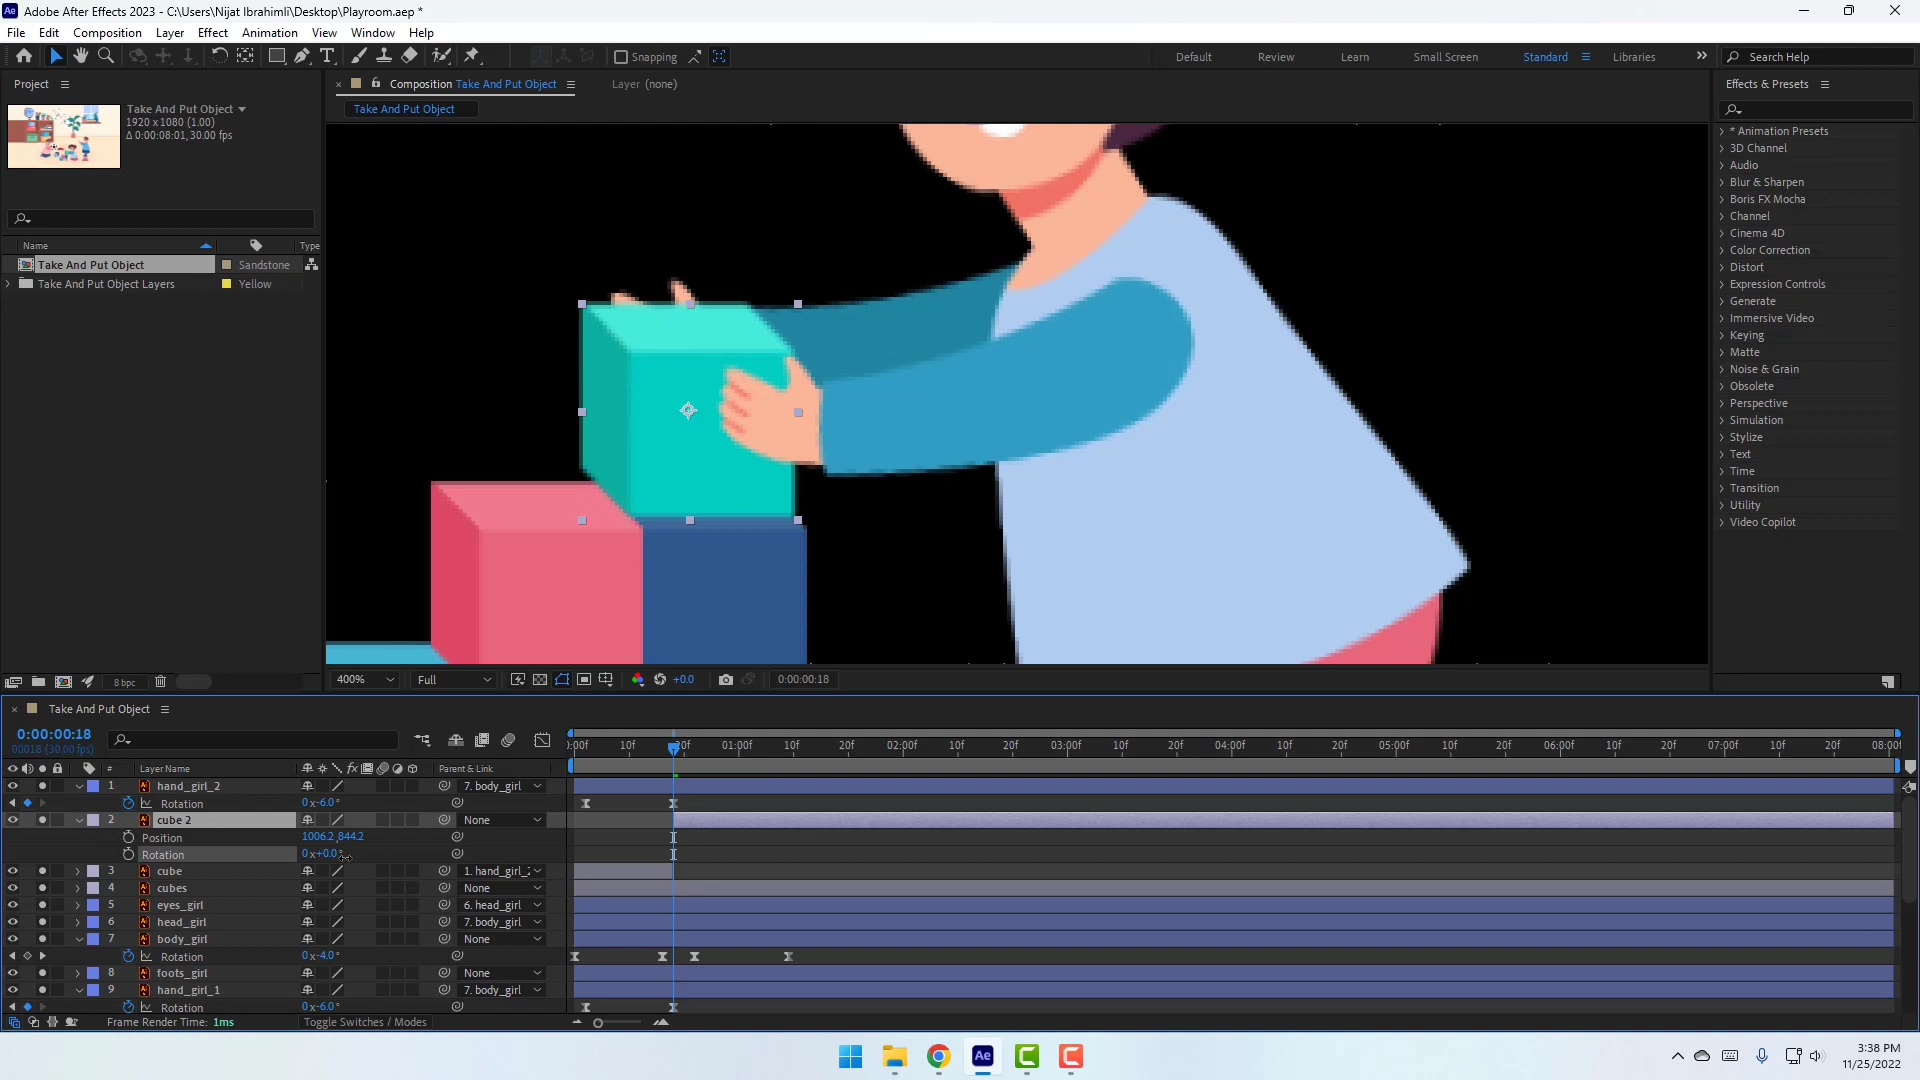 Adobe After Effects 2023 - C:\Users\Nijat Ibrahimli\Desktop\Playroom.aep *
File Edit Composition Layer Effect Animation View Window Help
Snapping Default Review Learn Small Screen Standard Libraries Search Help
Project
Composition Take And Put Object
Layer (none)
Effects & Presets
Take And Put Object
1920 x 1080 (1.00)
Δ 0:00:08:01, 30.00 fps
Take And Put Object
Name Type
Take And Put Object Sandstone
Take And Put Object Layers Yellow
* Animation Presets
3D Channel
Audio
Blur & Sharpen
Boris FX Mocha
Channel
Cinema 4D
Color Correction
Distort
Expression Controls
Generate
Immersive Video
Keying
Matte
Noise & Grain
Obsolete
Perspective
Simulation
Stylize
Text
Time
Transition
Utility
Video Copilot
8 bpc
400% Full +0.0 0:00:00:18
Take And Put Object
0:00:00:18
00018 (30.00 fps)
0:00f 10f 20f 01:00f 10f 20f 02:00f 10f 20f 03:00f 10f 20f 04:00f 10f 20f 05:00f 10f 20f 06:00f 10f 20f 07:00f 10f 20f 08:00f
# Layer Name fx Parent & Link
1 hand_girl_2 7. body_girl
Rotation 0x-6.0°
2 cube 2 None
Position 1006.2,844.2
Rotation 0x+0.0°
3 cube 1. hand_girl_2
4 cubes None
5 eyes_girl 6. head_girl
6 head_girl 7. body_girl
7 body_girl None
Rotation 0x-4.0°
8 foots_girl None
9 hand_girl_1 7. body_girl
Rotation 0x-6.0°
Frame Render Time: 1ms Toggle Switches / Modes
3:38 PM
11/25/2022